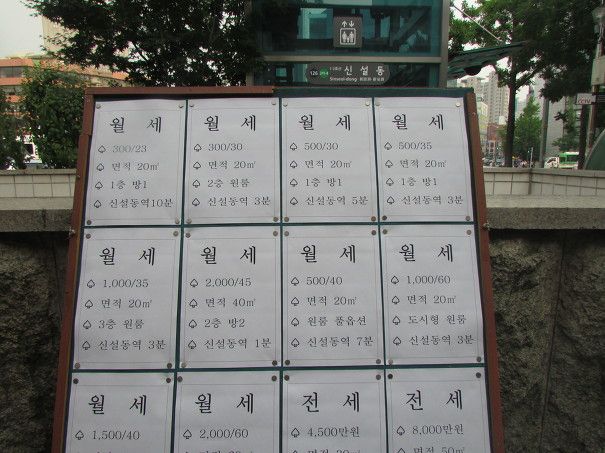 126 신설동
Sinseol-dong
월 세
♤ 300/23
♤ 면적 20㎡
♤ 1층 방1
♤ 신설동역10분
월 세
♤ 300/30
♤ 면적 20㎡
♤ 2층 원룸
♤ 신설동역 3분
월 세
♤ 500/30
♤ 면적 20㎡
♤ 1층 방1
♤ 신설동역 5분
월 세
♤ 500/35
♤ 면적 20㎡
♤ 1층 방1
♤ 신설동역 3분
월 세
♤ 1,000/35
♤ 면적 20㎡
♤ 3층 원룸
♤ 신설동역 3분
월 세
♤ 2,000/45
♤ 면적 40㎡
♤ 2층 방2
♤ 신설동역 1분
월 세
♤ 500/40
♤ 면적 20㎡
♤ 원룸 풀옵션
♤ 신설동역 7분
월 세
♤ 1,000/60
♤ 면적 20㎡
♤ 도시형 원룸
♤ 신설동역 3분
월 세
♤ 1,500/40
월 세
♤ 2,000/60
전 세
♤ 4,500만원
전 세
♤ 8,000만원
♤ 면적 50㎡